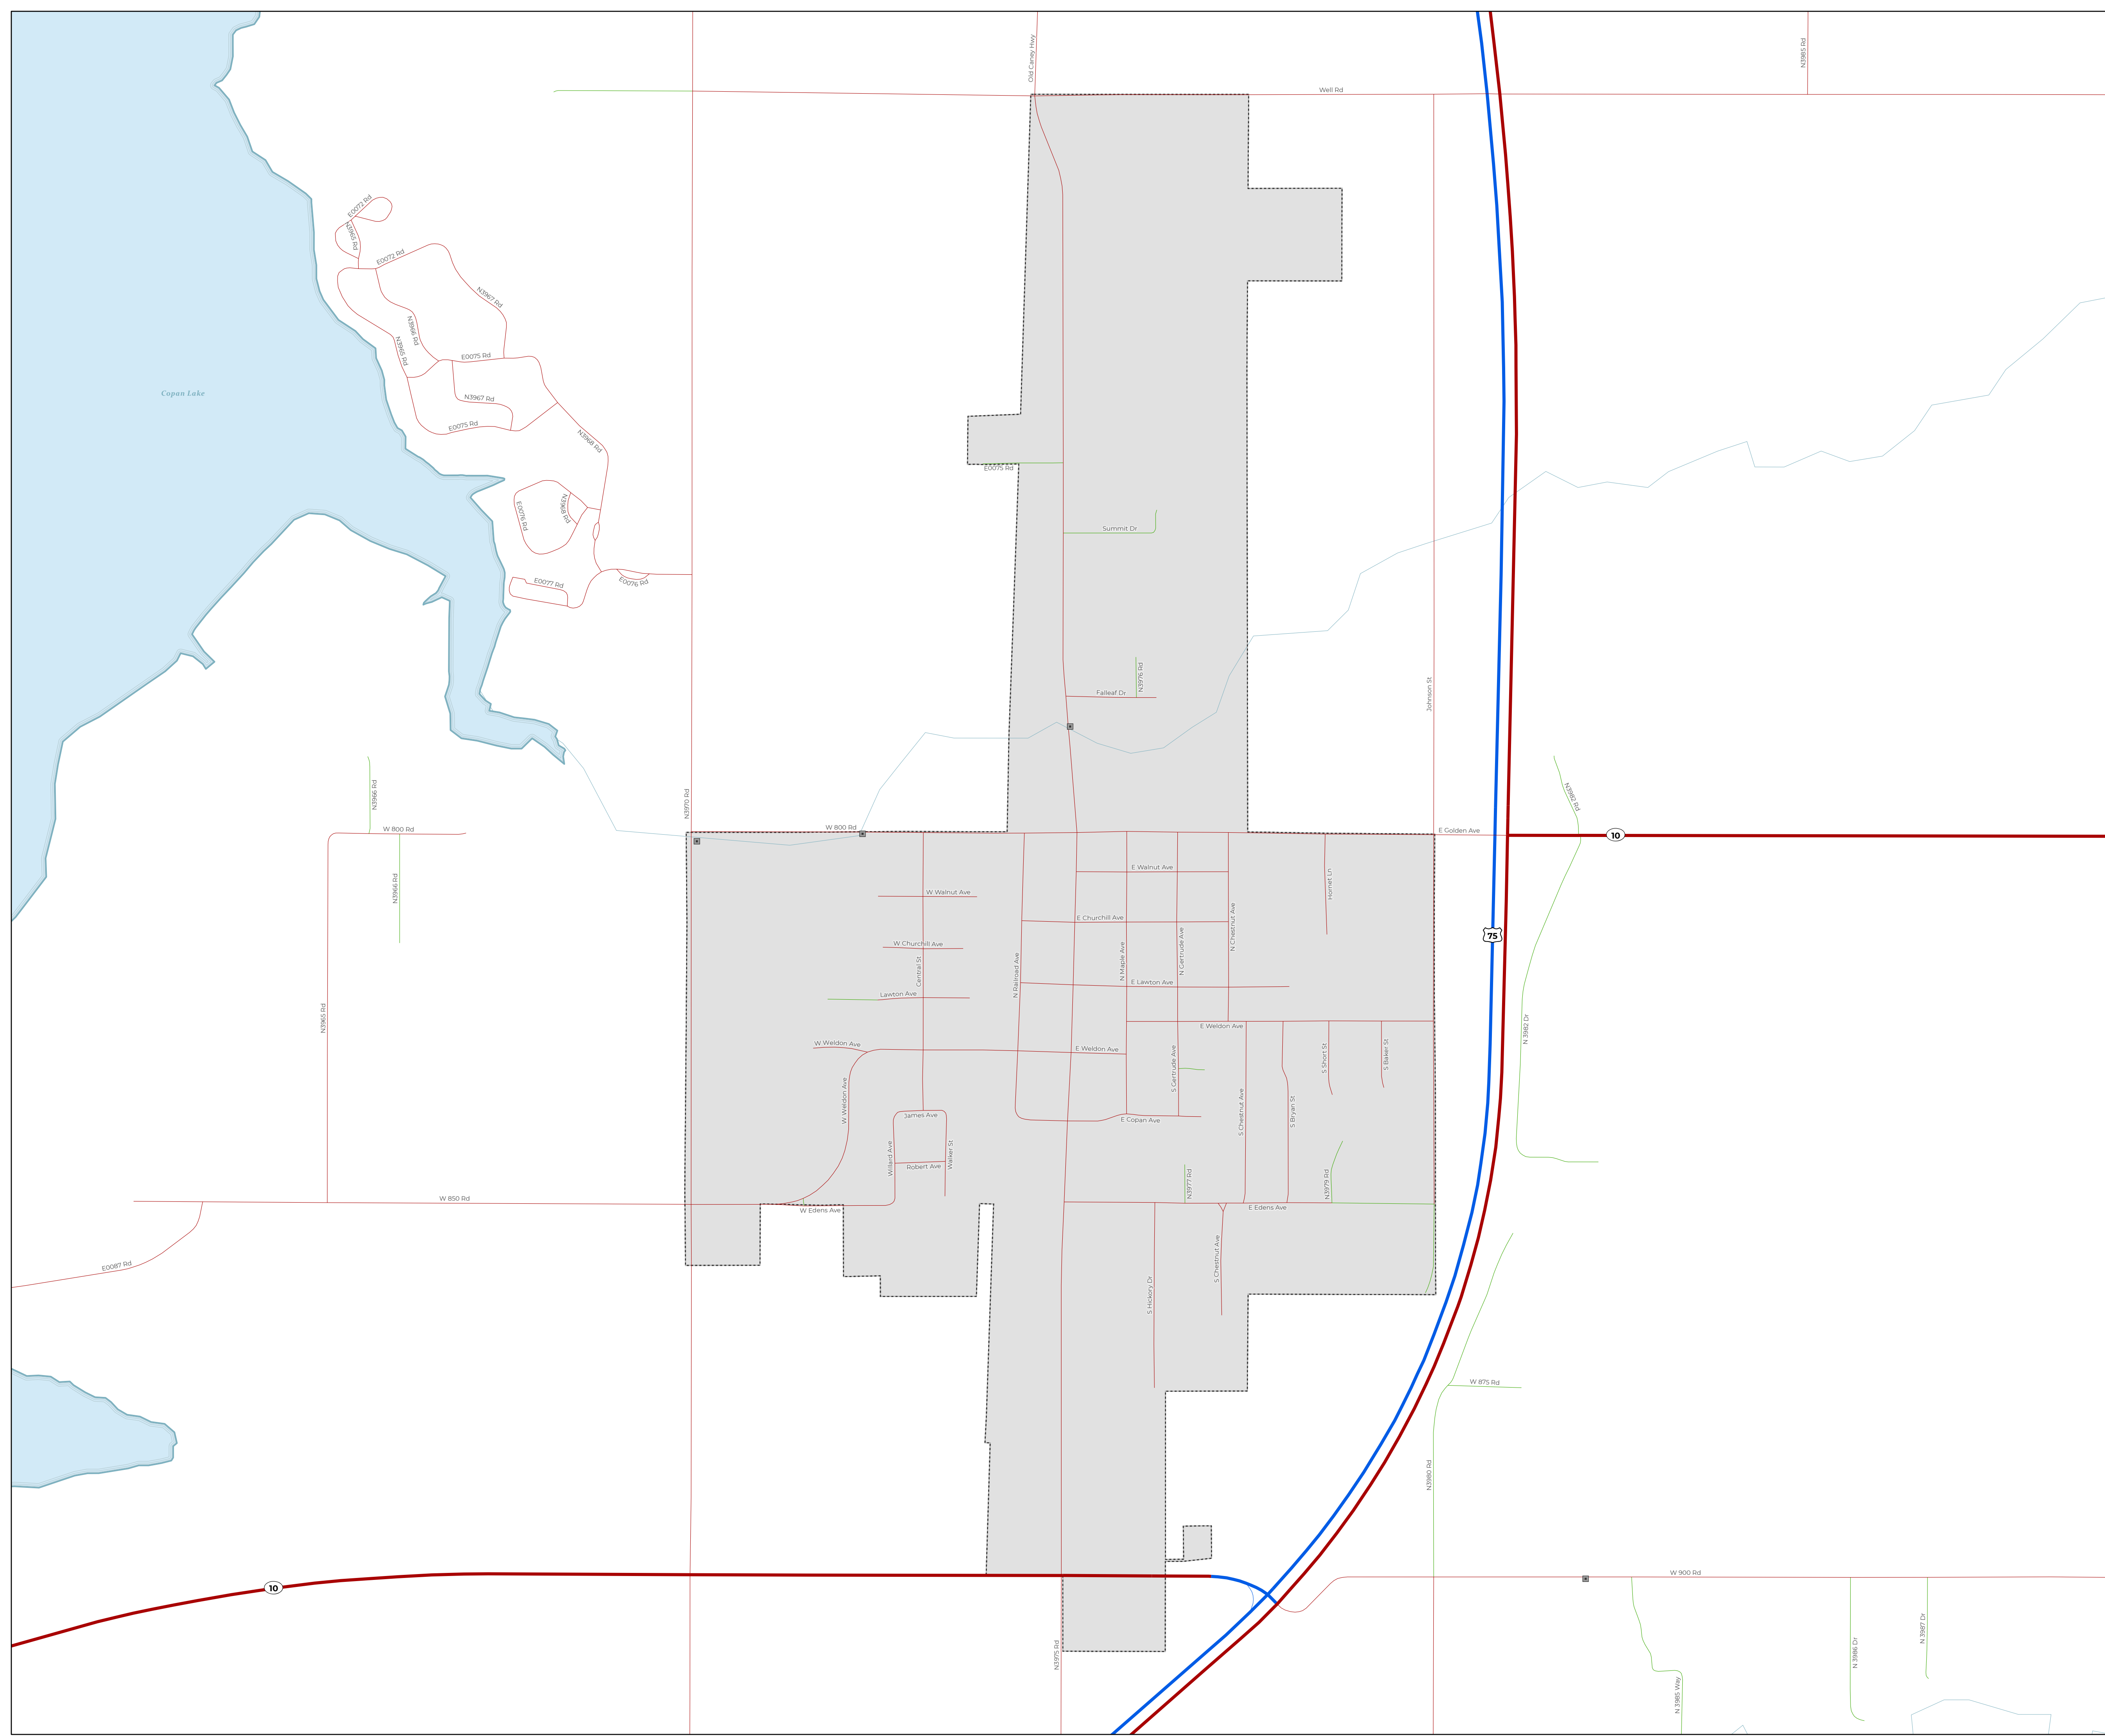 Old Caney Hwy
N3985 Rd
Well Rd
E0072 Rd
N3965 Rd
E0072 Rd
N3967 Rd
N3966 Rd
N3965 Rd
E0075 Rd
Copan Lake
N3967 Rd
E0075 Rd
N3968 Rd
E0075 Rd
N3968 Rd
E0076 Rd
Summit Dr
E0077 Rd
E0076 Rd
N3976 Rd
Falleaf Dr
Johnson St
N3966 Rd
N3970 Rd
N3982 Rd
W 800 Rd
W 800 Rd
E Golden Ave
10
E Walnut Ave
N3966 Rd
W Walnut Ave
Hornet Ln
E Churchill Ave
N Chestnut Ave
W Churchill Ave
N Gertrude Ave
75
N Maple Ave
Central St
N Railroad Ave
E Lawton Ave
Lawton Ave
N3965 Rd
E Weldon Ave
N 3982 Dr
W Weldon Ave
E Weldon Ave
S Gertrude Ave
S Short St
S Baker St
W Weldon Ave
James Ave
E Copan Ave
S Chestnut Ave
S Bryan St
Willard Ave
Walker St
Robert Ave
N3977 Rd
N3979 Rd
W 850 Rd
W Edens Ave
E Edens Ave
E0087 Rd
S Chestnut Ave
S Hickory Dr
W 875 Rd
N3980 Rd
10
W 900 Rd
N3975 Rd
N 3985 Way
N 3986 Dr
N 3987 Dr